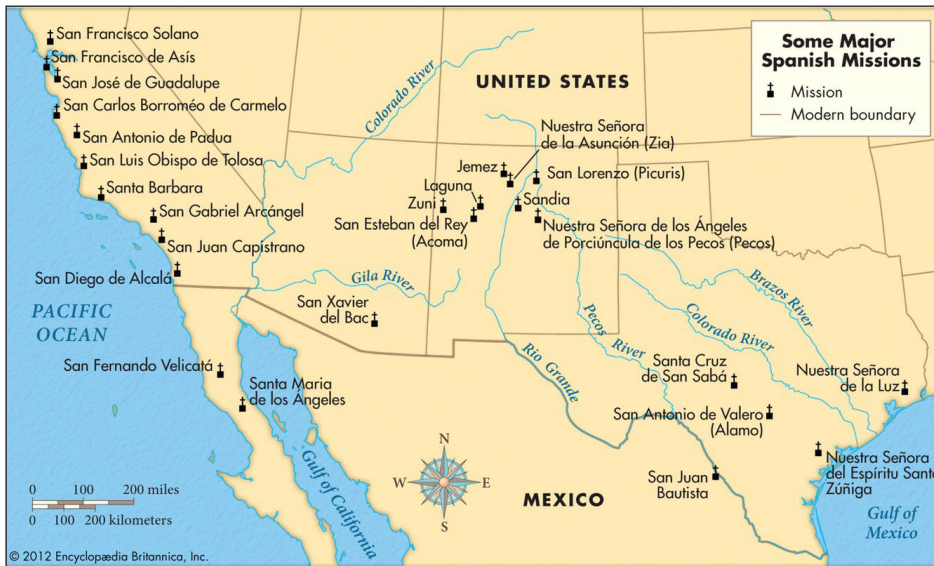 Some Major
Spanish Missions
Mission
Modern boundary
San Francisco Solano
San Francisco de Asís
San José de Guadalupe
San Carlos Borroméo de Carmelo
San Antonio de Padua
San Luis Obispo de Tolosa
Santa Barbara
San Gabriel Arcángel
San Juan Capistrano
San Diego de Alcalá
PACIFIC
OCEAN
San Fernando Velicatá
Santa Maria
de los Angeles
Gulf of California
Colorado River
UNITED STATES
Nuestra Señora
de la Asunción (Zia)
Jemez
San Lorenzo (Picuris)
Laguna
Zuni
Sandia
San Esteban del Rey
(Acoma)
Nuestra Señora de los Ángeles
de Porciúncula de los Pecos (Pecos)
Gila River
San Xavier
del Bac
Rio Grande
Pecos River
Colorado River
Brazos River
Santa Cruz
de San Sabá
Nuestra Señora
de la Luz
San Antonio de Valero
(Alamo)
San Juan
Bautista
Nuestra Señora
del Espíritu Sant
Zúñiga
Gulf of
Mexico
MEXICO
N
W E
S
0 100 200 miles
0 100 200 kilometers
© 2012 Encyclopædia Britannica, Inc.